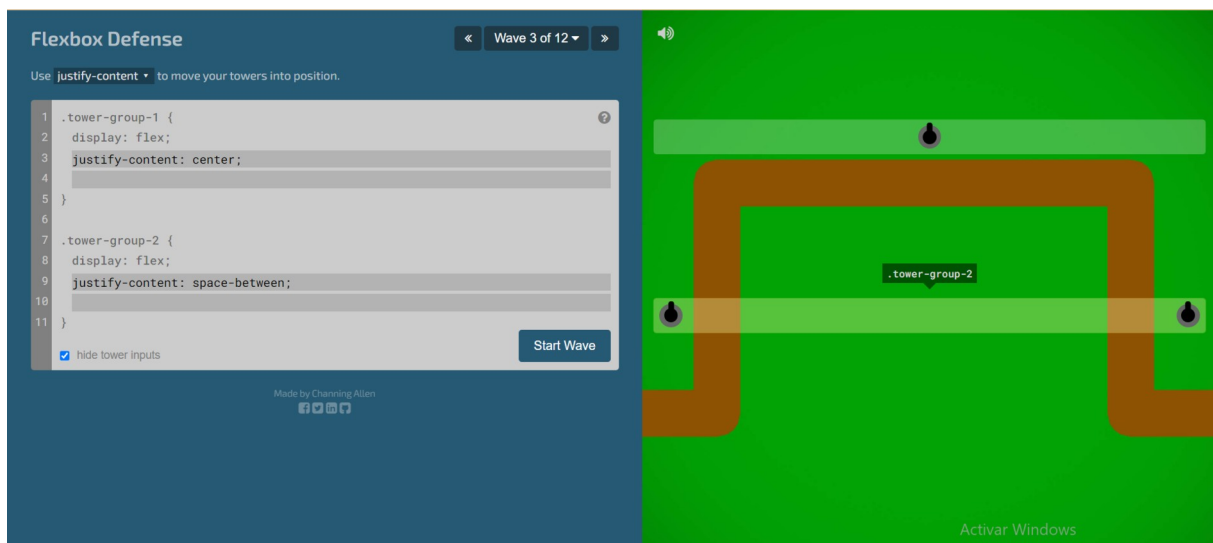 Flexbox Defense
« Wave 3 of 12 »
Use justify-content to move your towers into position.
1 .tower-group-1 {
2 display: flex;
3 justify-content: center;
4
5 }
6
7 .tower-group-2 {
8 display: flex;
9 justify-content: space-between;
10
11 }
hide tower inputs
Start Wave
Made by Channing Allen
.tower-group-2
Activar Windows